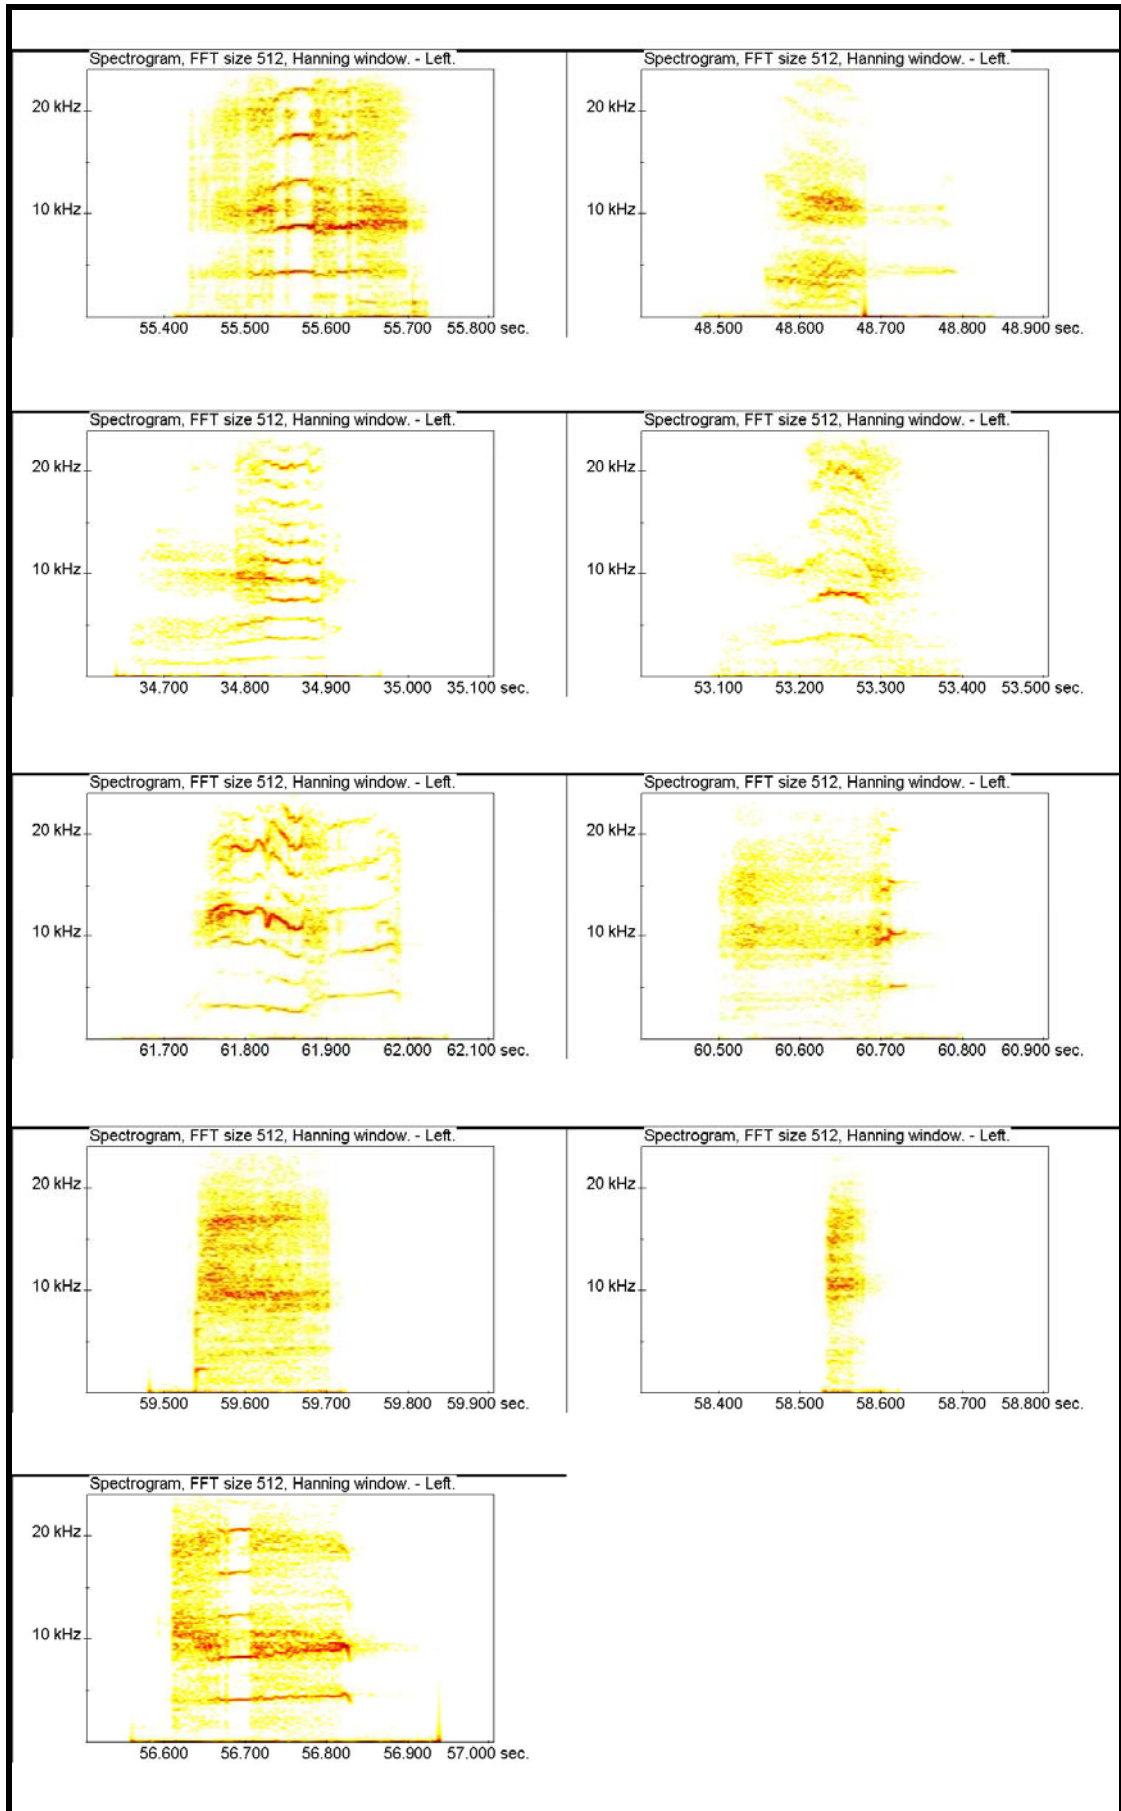 Spectrogram, FFT size 512, Hanning window. - Left.
20 kHz
10 kHz
55.400 55.500 55.600 55.700 55.800 sec.
Spectrogram, FFT size 512, Hanning window. - Left.
20 kHz
10 kHz
48.500 48.600 48.700 48.800 48.900 sec.
Spectrogram, FFT size 512, Hanning window. - Left.
20 kHz
10 kHz
34.700 34.800 34.900 35.000 35.100 sec.
Spectrogram, FFT size 512, Hanning window. - Left.
20 kHz
10 kHz
53.100 53.200 53.300 53.400 53.500 sec.
Spectrogram, FFT size 512, Hanning window. - Left.
20 kHz
10 kHz
61.700 61.800 61.900 62.000 62.100 sec.
Spectrogram, FFT size 512, Hanning window. - Left.
20 kHz
10 kHz
60.500 60.600 60.700 60.800 60.900 sec.
Spectrogram, FFT size 512, Hanning window. - Left.
20 kHz
10 kHz
59.500 59.600 59.700 59.800 59.900 sec.
Spectrogram, FFT size 512, Hanning window. - Left.
20 kHz
10 kHz
58.400 58.500 58.600 58.700 58.800 sec.
Spectrogram, FFT size 512, Hanning window. - Left.
20 kHz
10 kHz
56.600 56.700 56.800 56.900 57.000 sec.